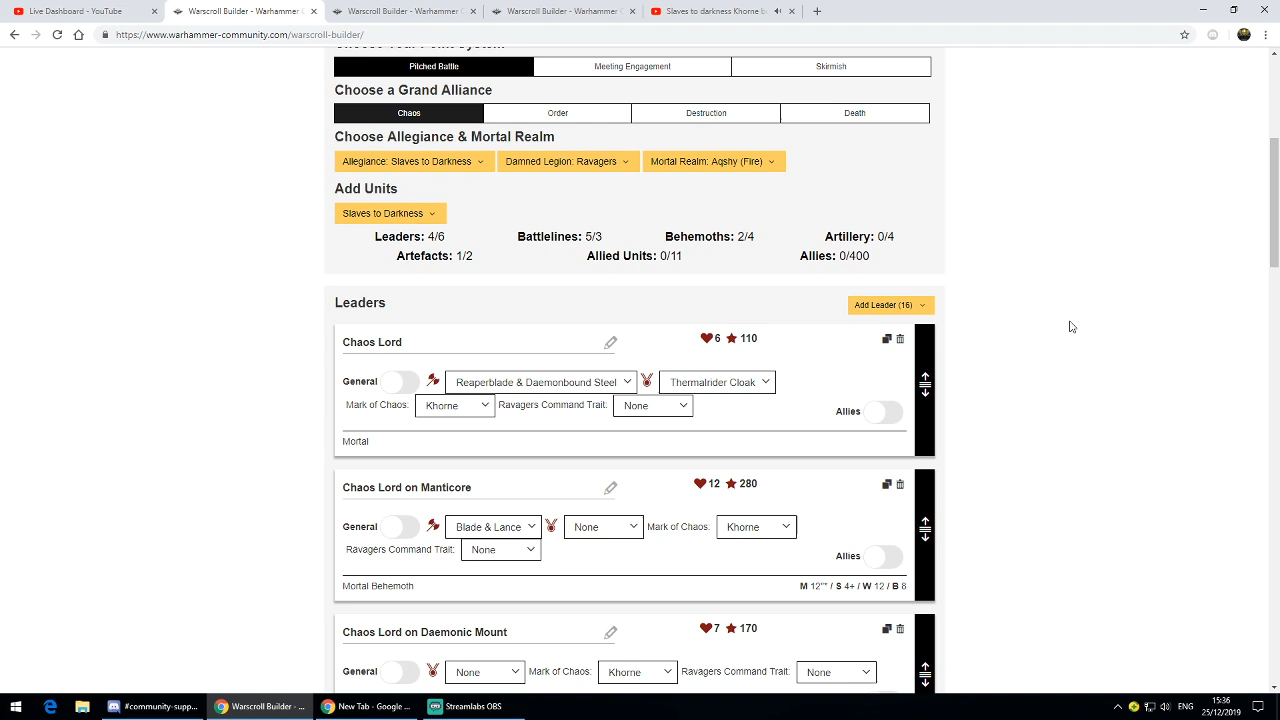 Live Dashboard - YouTube
Warscroll Builder - Warhammer C
Warscroll Builder - Warhammer C
Warscroll Builder - Warhammer C
Slaves to darkness Khorne b
https://www.warhammer-community.com/warscroll-builder/
Pitched Battle
Meeting Engagement
Skirmish
Choose a Grand Alliance
Chaos
Order
Destruction
Death
Choose Allegiance & Mortal Realm
Allegiance: Slaves to Darkness
Damned Legion: Ravagers
Mortal Realm: Aqshy (Fire)
Add Units
Slaves to Darkness
Leaders: 4/6
Battlelines: 5/3
Behemoths: 2/4
Artillery: 0/4
Artefacts: 1/2
Allied Units: 0/11
Allies: 0/400
Leaders
Add Leader (16)
Chaos Lord
6
110
General
Reaperblade & Daemonbound Steel
Thermalrider Cloak
Mark of Chaos:
Khorne
Ravagers Command Trait:
None
Allies
Mortal
Chaos Lord on Manticore
12
280
General
Blade & Lance
None
Mark of Chaos:
Khorne
Ravagers Command Trait:
None
Allies
Mortal Behemoth
M 12"* / S 4+ / W 12 / B 8
Chaos Lord on Daemonic Mount
7
170
General
None
Mark of Chaos:
Khorne
Ravagers Command Trait:
None
#community-supp...
Warscroll Builder - ...
New Tab - Google ...
Streamlabs OBS
ENG
15:36
25/12/2019